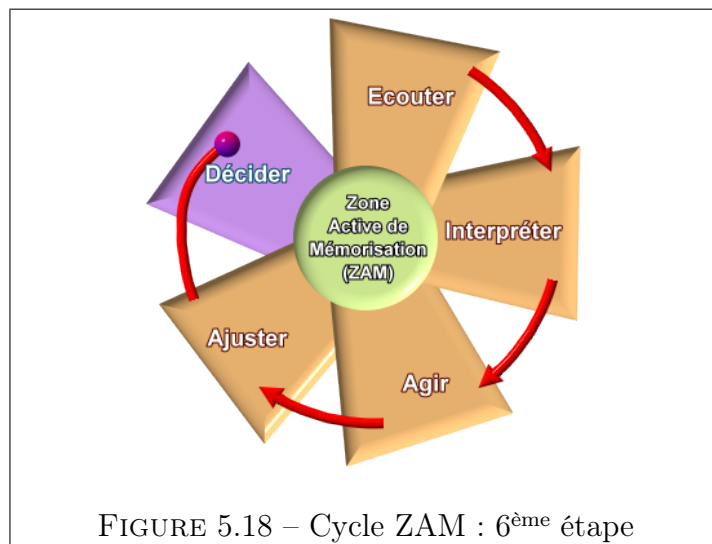 Ecouter
Interpréter
Agir
Ajuster
Décider
Zone
Active de
Mémorisation
(ZAM)
FIGURE 5.18 – Cycle ZAM : 6ème étape